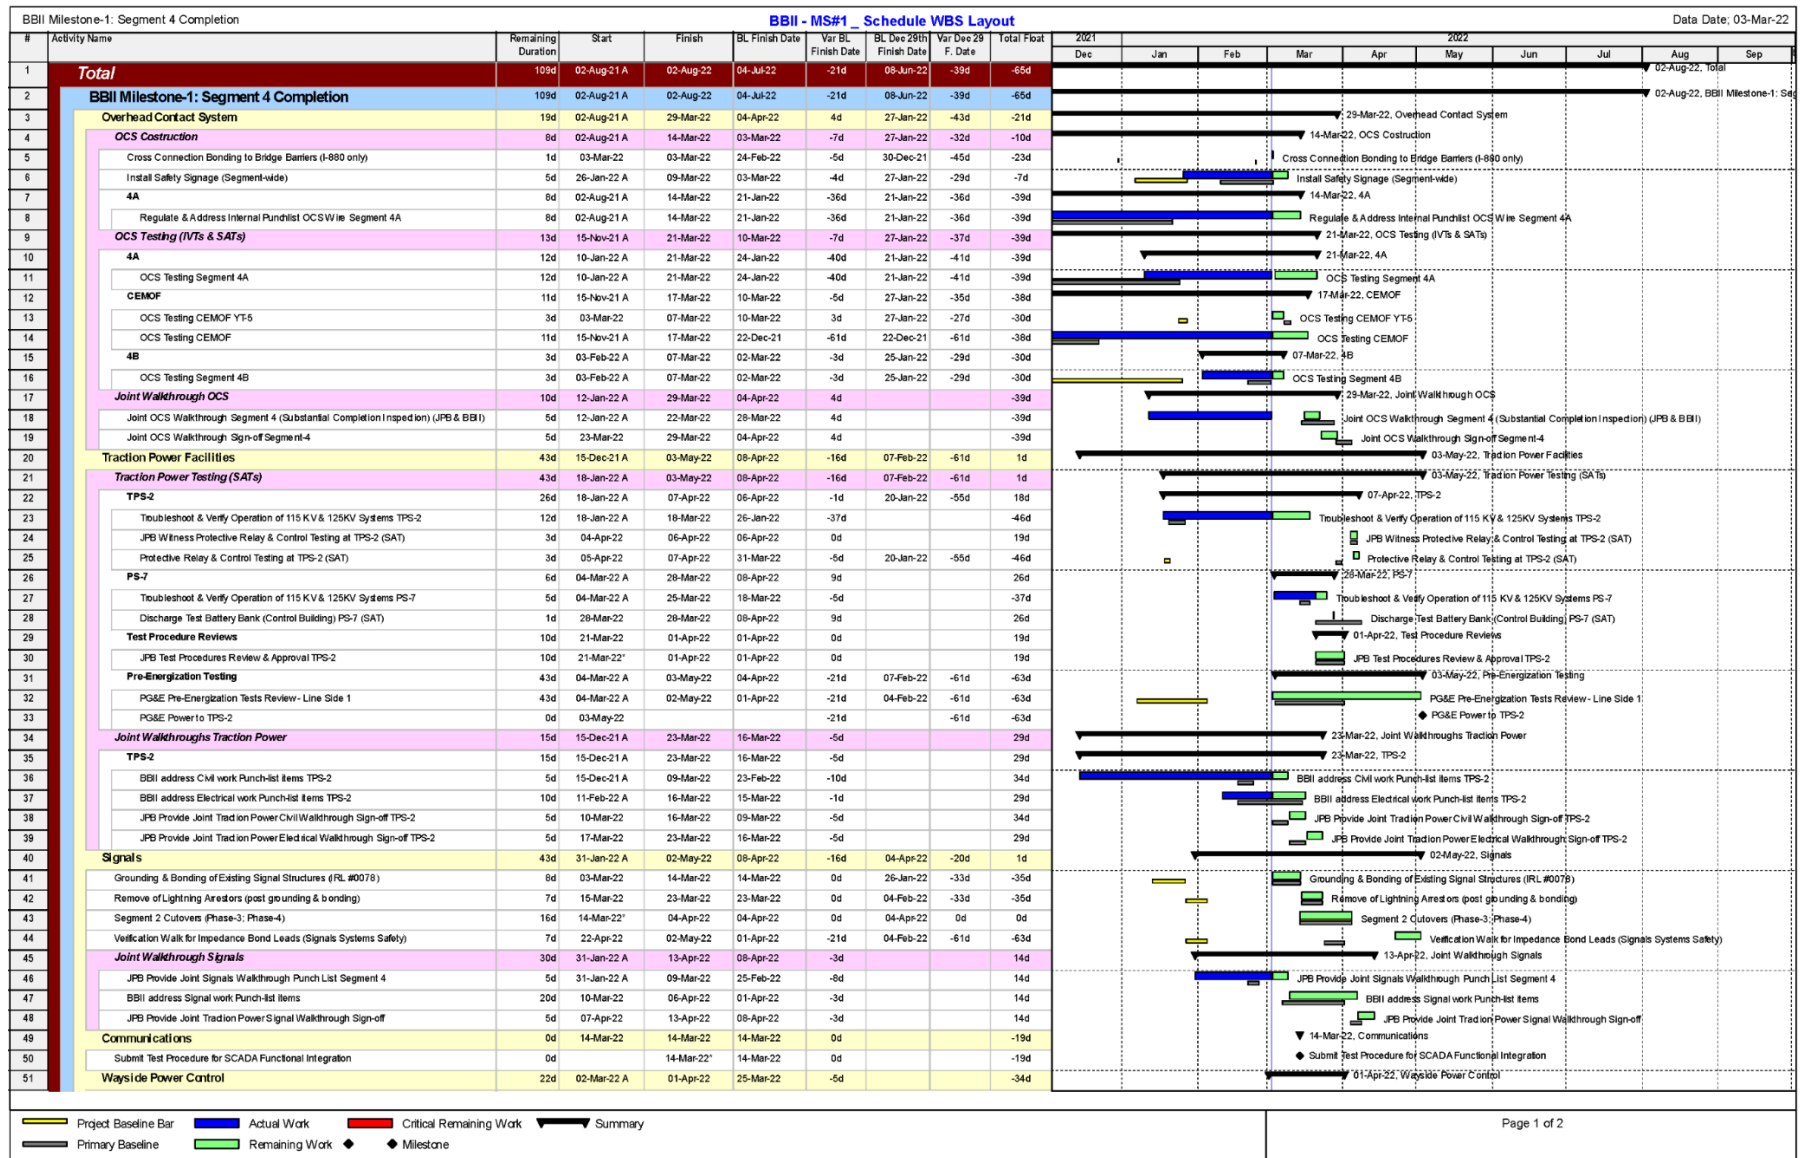 BBII Milestone-1: Segment 4 Completion
BBII - MS#1 _ Schedule WBS Layout
Data Date; 03-Mar-22
# Activity Name Remaining Duration Start Finish BL Finish Date Var BL Finish Date BL Dec 29th Finish Date Var Dec 29 F. Date Total Float 2021 2022
Dec Jan Feb Mar Apr May Jun Jul Aug Sep
1 Total 109d 02-Aug-21 A 02-Aug-22 04-Jul-22 -21d 08-Jun-22 -39d -65d 02-Aug-22, Total
2 BBII Milestone-1: Segment 4 Completion 109d 02-Aug-21 A 02-Aug-22 04-Jul-22 -21d 08-Jun-22 -39d -65d 02-Aug-22, BBII Milestone-1: Seg
3 Overhead Contact System 19d 02-Aug-21 A 29-Mar-22 04-Apr-22 4d 27-Jan-22 -43d -21d 29-Mar-22, Overhead Contact System
4 OCS Costruction 8d 02-Aug-21 A 14-Mar-22 03-Mar-22 -7d 27-Jan-22 -32d -10d 14-Mar-22, OCS Costruction
5 Cross Connection Bonding to Bridge Barriers (I-880 only) 1d 03-Mar-22 03-Mar-22 24-Feb-22 -5d 30-Dec-21 -45d -23d Cross Connection Bonding to Bridge Barriers (I-880 only)
6 Install Safety Signage (Segment-wide) 5d 26-Jan-22 A 09-Mar-22 03-Mar-22 -4d 27-Jan-22 -29d -7d Install Safety Signage (Segment-wide)
7 4A 8d 02-Aug-21 A 14-Mar-22 21-Jan-22 -36d 21-Jan-22 -36d -39d 14-Mar-22, 4A
8 Regulate & Address Internal Punchlist OCS Wire Segment 4A 8d 02-Aug-21 A 14-Mar-22 21-Jan-22 -36d 21-Jan-22 -36d -39d Regulate & Address Internal Punchlist OCS Wire Segment 4A
9 OCS Testing (IVTs & SATs) 13d 15-Nov-21 A 21-Mar-22 10-Mar-22 -7d 27-Jan-22 -37d -39d 21-Mar-22, OCS Testing (IVTs & SATs)
10 4A 12d 10-Jan-22 A 21-Mar-22 24-Jan-22 -40d 21-Jan-22 -41d -39d 21-Mar-22, 4A
11 OCS Testing Segment 4A 12d 10-Jan-22 A 21-Mar-22 24-Jan-22 -40d 21-Jan-22 -41d -39d OCS Testing Segment 4A
12 CEMOF 11d 15-Nov-21 A 17-Mar-22 10-Mar-22 -5d 27-Jan-22 -35d -38d 17-Mar-22, CEMOF
13 OCS Testing CEMOF YT-5 3d 03-Mar-22 07-Mar-22 10-Mar-22 3d 27-Jan-22 -27d -30d OCS Testing CEMOF YT-5
14 OCS Testing CEMOF 11d 15-Nov-21 A 17-Mar-22 22-Dec-21 -61d 22-Dec-21 -61d -38d OCS Testing CEMOF
15 4B 3d 03-Feb-22 A 07-Mar-22 02-Mar-22 -3d 25-Jan-22 -29d -30d 07-Mar-22, 4B
16 OCS Testing Segment 4B 3d 03-Feb-22 A 07-Mar-22 02-Mar-22 -3d 25-Jan-22 -29d -30d OCS Testing Segment 4B
17 Joint Walkthrough OCS 10d 12-Jan-22 A 29-Mar-22 04-Apr-22 4d -39d 29-Mar-22, Joint Walkthrough OCS
18 Joint OCS Walkthrough Segment 4 (Substantial Completion Inspection) (JPB & BBII) 5d 12-Jan-22 A 22-Mar-22 28-Mar-22 4d -39d Joint OCS Walkthrough Segment 4 (Substantial Completion Inspection) (JPB & BBII)
19 Joint OCS Walkthrough Sign-off Segment-4 5d 23-Mar-22 29-Mar-22 04-Apr-22 4d -39d Joint OCS Walkthrough Sign-off Segment-4
20 Traction Power Facilities 43d 15-Dec-21 A 03-May-22 08-Apr-22 -16d 07-Feb-22 -61d 1d 03-May-22, Traction Power Facilities
21 Traction Power Testing (SATs) 43d 18-Jan-22 A 03-May-22 08-Apr-22 -16d 07-Feb-22 -61d 1d 03-May-22, Traction Power Testing (SATs)
22 TPS-2 26d 18-Jan-22 A 07-Apr-22 06-Apr-22 -1d 20-Jan-22 -55d 18d 07-Apr-22, TPS-2
23 Troubleshoot & Verify Operation of 115 KV & 125KV Systems TPS-2 12d 18-Jan-22 A 18-Mar-22 26-Jan-22 -37d -46d Troubleshoot & Verify Operation of 115 KV & 125KV Systems TPS-2
24 JPB Witness Protective Relay & Control Testing at TPS-2 (SAT) 3d 04-Apr-22 06-Apr-22 06-Apr-22 0d 19d JPB Witness Protective Relay & Control Testing at TPS-2 (SAT)
25 Protective Relay & Control Testing at TPS-2 (SAT) 3d 05-Apr-22 07-Apr-22 31-Mar-22 -5d 20-Jan-22 -55d -46d Protective Relay & Control Testing at TPS-2 (SAT)
26 PS-7 6d 04-Mar-22 A 28-Mar-22 08-Apr-22 9d 26d 28-Mar-22, PS-7
27 Troubleshoot & Verify Operation of 115 KV & 125KV Systems PS-7 5d 04-Mar-22 A 25-Mar-22 18-Mar-22 -5d -37d Troubleshoot & Verify Operation of 115 KV & 125KV Systems PS-7
28 Discharge Test Battery Bank (Control Building) PS-7 (SAT) 1d 28-Mar-22 28-Mar-22 08-Apr-22 9d 26d Discharge Test Battery Bank (Control Building) PS-7 (SAT)
29 Test Procedure Reviews 10d 21-Mar-22 01-Apr-22 01-Apr-22 0d 19d 01-Apr-22, Test Procedure Reviews
30 JPB Test Procedures Review & Approval TPS-2 10d 21-Mar-22* 01-Apr-22 01-Apr-22 0d 19d JPB Test Procedures Review & Approval TPS-2
31 Pre-Energization Testing 43d 04-Mar-22 A 03-May-22 04-Apr-22 -21d 07-Feb-22 -61d -63d 03-May-22, Pre-Energization Testing
32 PG&E Pre-Energization Tests Review - Line Side 1 43d 04-Mar-22 A 02-May-22 01-Apr-22 -21d 04-Feb-22 -61d -63d PG&E Pre-Energization Tests Review - Line Side 1
33 PG&E Power to TPS-2 0d 03-May-22 -21d -61d -63d PG&E Power to TPS-2
34 Joint Walkthroughs Traction Power 15d 15-Dec-21 A 23-Mar-22 16-Mar-22 -5d 29d 23-Mar-22, Joint Walkthroughs Traction Power
35 TPS-2 15d 15-Dec-21 A 23-Mar-22 16-Mar-22 -5d 29d 23-Mar-22, TPS-2
36 BBII address Civil work Punch-list items TPS-2 5d 15-Dec-21 A 09-Mar-22 23-Feb-22 -10d 34d BBII address Civil work Punch-list items TPS-2
37 BBII address Electrical work Punch-list items TPS-2 10d 11-Feb-22 A 16-Mar-22 15-Mar-22 -1d 29d BBII address Electrical work Punch-list items TPS-2
38 JPB Provide Joint Traction Power Civil Walkthrough Sign-off TPS-2 5d 10-Mar-22 16-Mar-22 09-Mar-22 -5d 34d JPB Provide Joint Traction Power Civil Walkthrough Sign-off TPS-2
39 JPB Provide Joint Traction Power Electrical Walkthrough Sign-off TPS-2 5d 17-Mar-22 23-Mar-22 16-Mar-22 -5d 29d JPB Provide Joint Traction Power Electrical Walkthrough Sign-off TPS-2
40 Signals 43d 31-Jan-22 A 02-May-22 08-Apr-22 -16d 04-Apr-22 -20d 1d 02-May-22, Signals
41 Grounding & Bonding of Existing Signal Structures (IRL #0078) 8d 03-Mar-22 14-Mar-22 14-Mar-22 0d 26-Jan-22 -33d -35d Grounding & Bonding of Existing Signal Structures (IRL #0078)
42 Remove of Lightning Arrestors (post grounding & bonding) 7d 15-Mar-22 23-Mar-22 23-Mar-22 0d 04-Feb-22 -33d -35d Remove of Lightning Arrestors (post grounding & bonding)
43 Segment 2 Cutovers (Phase-3; Phase-4) 16d 14-Mar-22* 04-Apr-22 04-Apr-22 0d 04-Apr-22 0d 0d Segment 2 Cutovers (Phase-3; Phase-4)
44 Verification Walk for Impedance Bond Leads (Signals Systems Safety) 7d 22-Apr-22 02-May-22 01-Apr-22 -21d 04-Feb-22 -61d -63d Verification Walk for Impedance Bond Leads (Signals Systems Safety)
45 Joint Walkthrough Signals 30d 31-Jan-22 A 13-Apr-22 08-Apr-22 -3d 14d 13-Apr-22, Joint Walkthrough Signals
46 JPB Provide Joint Signals Walkthrough Punch List Segment 4 5d 31-Jan-22 A 09-Mar-22 25-Feb-22 -8d 14d JPB Provide Joint Signals Walkthrough Punch List Segment 4
47 BBII address Signal work Punch-list items 20d 10-Mar-22 06-Apr-22 01-Apr-22 -3d 14d BBII address Signal work Punch-list items
48 JPB Provide Joint Traction Power Signal Walkthrough Sign-off 5d 07-Apr-22 13-Apr-22 08-Apr-22 -3d 14d JPB Provide Joint Traction Power Signal Walkthrough Sign-off
49 Communications 0d 14-Mar-22 14-Mar-22 14-Mar-22 0d -19d 14-Mar-22, Communications
50 Submit Test Procedure for SCADA Functional Integration 0d 14-Mar-22* 14-Mar-22 0d -19d Submit Test Procedure for SCADA Functional Integration
51 Wayside Power Control 22d 02-Mar-22 A 01-Apr-22 25-Mar-22 -5d -34d 01-Apr-22, Wayside Power Control
Project Baseline Bar Actual Work Critical Remaining Work Summary
Primary Baseline Remaining Work Milestone
Page 1 of 2